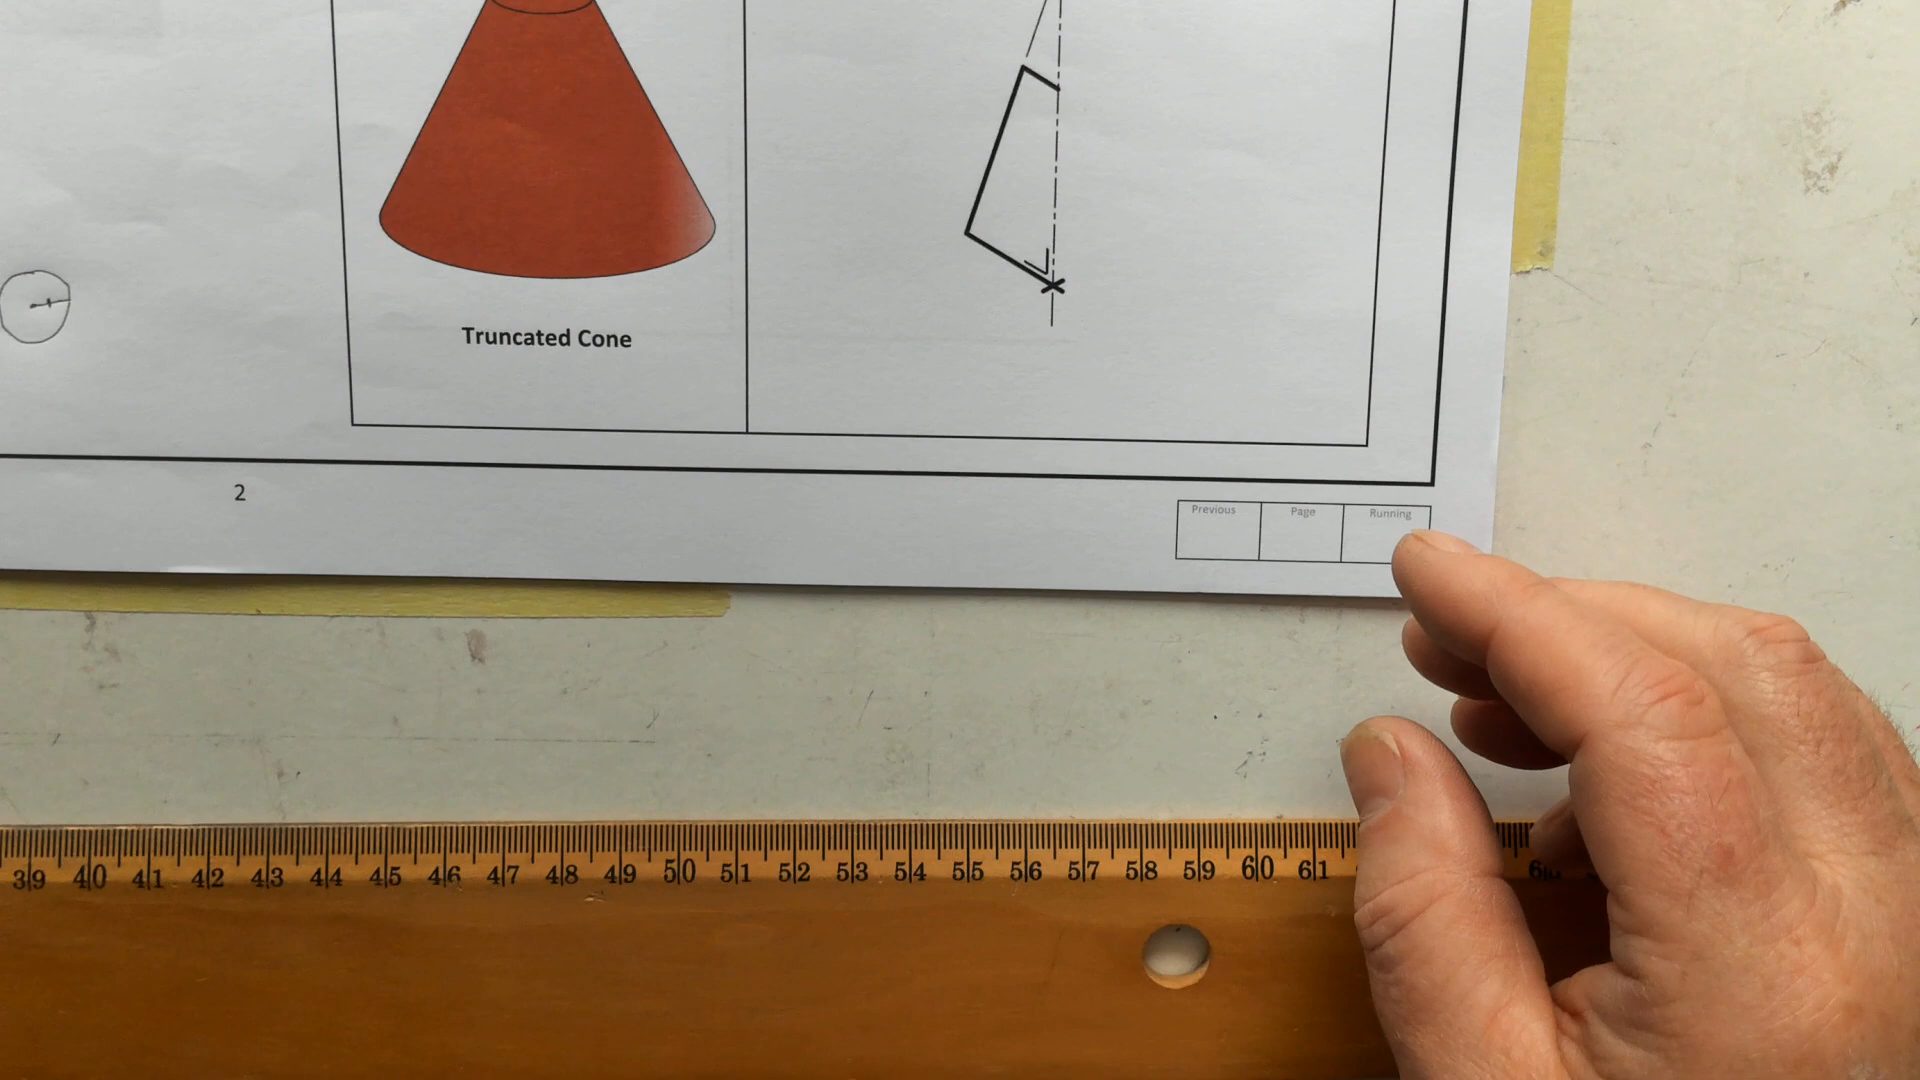 Truncated Cone
2
Previous Page Running
39 40 41 42 43 44 45 46 47 48 49 50 51 52 53 54 55 56 57 58 59 60 61